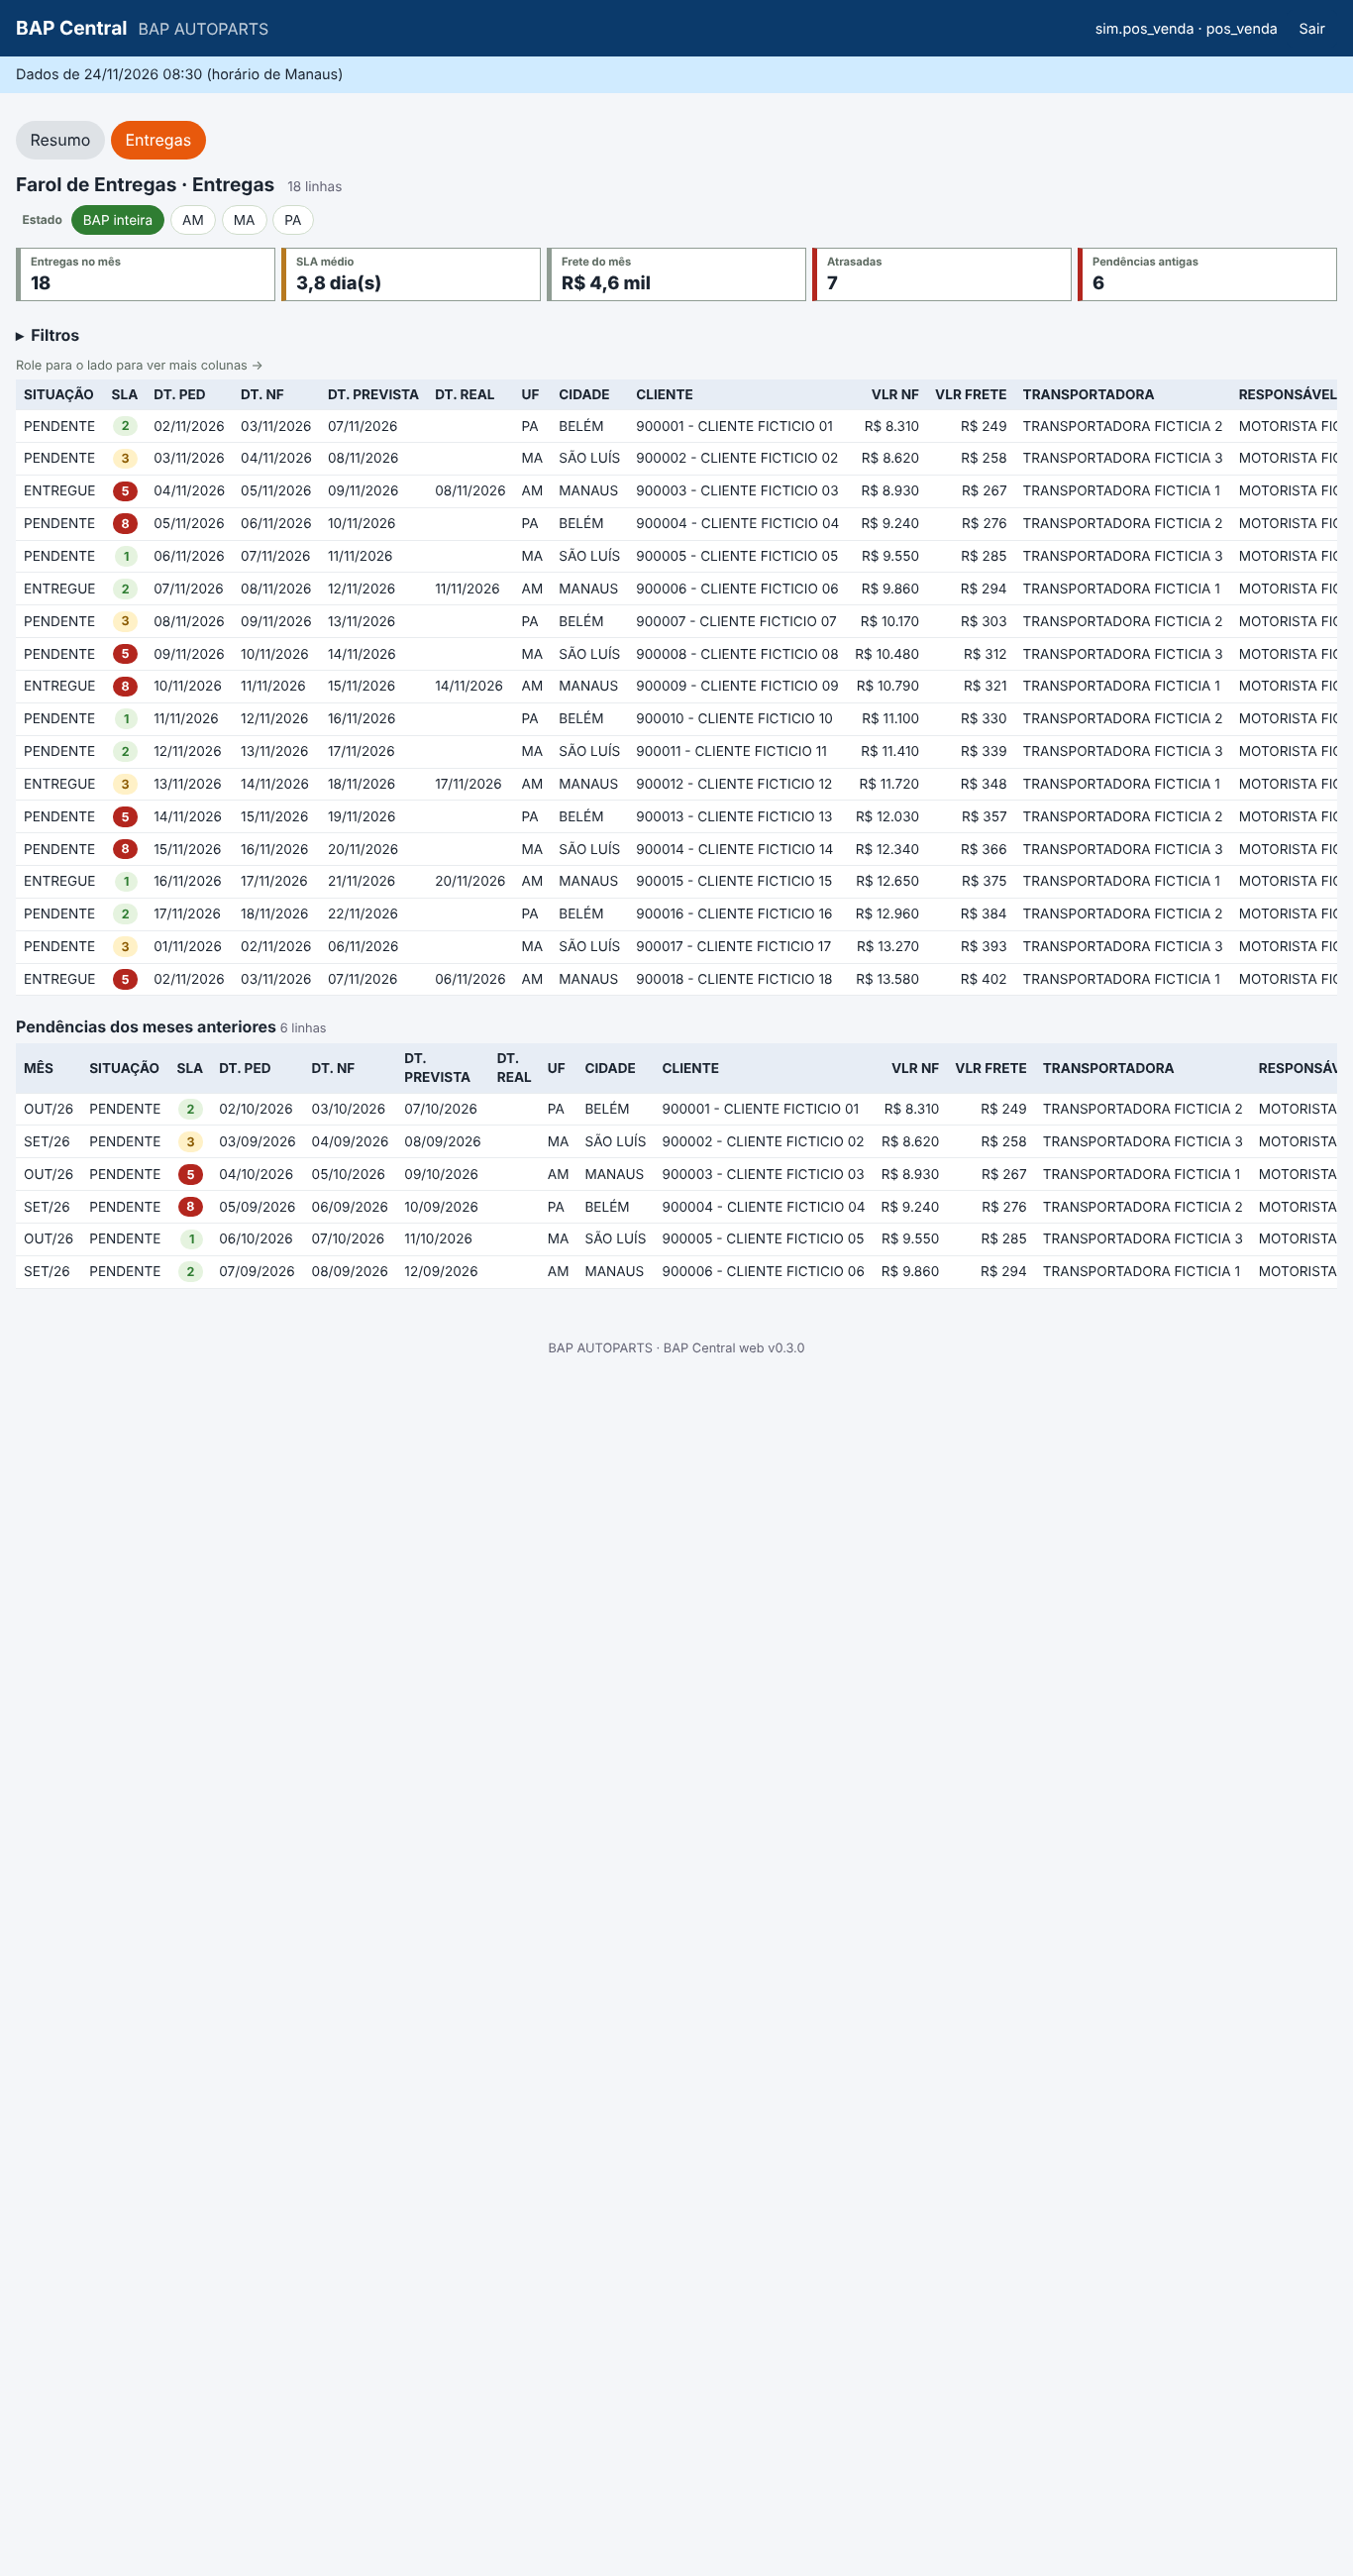 BAP Central BAP AUTOPARTS sim.pos_venda · pos_venda Sair
Dados de 24/11/2026 08:30 (horário de Manaus)
Resumo Entregas
Farol de Entregas · Entregas 18 linhas
Estado BAP inteira AM MA PA
Entregas no mês SLA médio Frete do mês Atrasadas Pendências antigas
18 3,8 dia(s) R$ 4,6 mil 7 6
▸ Filtros
Role para o lado para ver mais colunas →
SITUAÇÃO SLA DT. PED DT. NF DT. PREVISTA DT. REAL UF CIDADE CLIENTE VLR NF VLR FRETE TRANSPORTADORA RESPONSÁVEL
PENDENTE 2 02/11/2026 03/11/2026 07/11/2026 PA BELÉM 900001 - CLIENTE FICTICIO 01 R$ 8.310 R$ 249 TRANSPORTADORA FICTICIA 2 MOTORISTA FIC
PENDENTE 3 03/11/2026 04/11/2026 08/11/2026 MA SÃO LUÍS 900002 - CLIENTE FICTICIO 02 R$ 8.620 R$ 258 TRANSPORTADORA FICTICIA 3 MOTORISTA FIC
ENTREGUE 5 04/11/2026 05/11/2026 09/11/2026 08/11/2026 AM MANAUS 900003 - CLIENTE FICTICIO 03 R$ 8.930 R$ 267 TRANSPORTADORA FICTICIA 1 MOTORISTA FIC
PENDENTE 8 05/11/2026 06/11/2026 10/11/2026 PA BELÉM 900004 - CLIENTE FICTICIO 04 R$ 9.240 R$ 276 TRANSPORTADORA FICTICIA 2 MOTORISTA FIC
PENDENTE 1 06/11/2026 07/11/2026 11/11/2026 MA SÃO LUÍS 900005 - CLIENTE FICTICIO 05 R$ 9.550 R$ 285 TRANSPORTADORA FICTICIA 3 MOTORISTA FIC
ENTREGUE 2 07/11/2026 08/11/2026 12/11/2026 11/11/2026 AM MANAUS 900006 - CLIENTE FICTICIO 06 R$ 9.860 R$ 294 TRANSPORTADORA FICTICIA 1 MOTORISTA FIC
PENDENTE 3 08/11/2026 09/11/2026 13/11/2026 PA BELÉM 900007 - CLIENTE FICTICIO 07 R$ 10.170 R$ 303 TRANSPORTADORA FICTICIA 2 MOTORISTA FIC
PENDENTE 5 09/11/2026 10/11/2026 14/11/2026 MA SÃO LUÍS 900008 - CLIENTE FICTICIO 08 R$ 10.480 R$ 312 TRANSPORTADORA FICTICIA 3 MOTORISTA FIC
ENTREGUE 8 10/11/2026 11/11/2026 15/11/2026 14/11/2026 AM MANAUS 900009 - CLIENTE FICTICIO 09 R$ 10.790 R$ 321 TRANSPORTADORA FICTICIA 1 MOTORISTA FIC
PENDENTE 1 11/11/2026 12/11/2026 16/11/2026 PA BELÉM 900010 - CLIENTE FICTICIO 10 R$ 11.100 R$ 330 TRANSPORTADORA FICTICIA 2 MOTORISTA FIC
PENDENTE 2 12/11/2026 13/11/2026 17/11/2026 MA SÃO LUÍS 900011 - CLIENTE FICTICIO 11 R$ 11.410 R$ 339 TRANSPORTADORA FICTICIA 3 MOTORISTA FIC
ENTREGUE 3 13/11/2026 14/11/2026 18/11/2026 17/11/2026 AM MANAUS 900012 - CLIENTE FICTICIO 12 R$ 11.720 R$ 348 TRANSPORTADORA FICTICIA 1 MOTORISTA FIC
PENDENTE 5 14/11/2026 15/11/2026 19/11/2026 PA BELÉM 900013 - CLIENTE FICTICIO 13 R$ 12.030 R$ 357 TRANSPORTADORA FICTICIA 2 MOTORISTA FIC
PENDENTE 8 15/11/2026 16/11/2026 20/11/2026 MA SÃO LUÍS 900014 - CLIENTE FICTICIO 14 R$ 12.340 R$ 366 TRANSPORTADORA FICTICIA 3 MOTORISTA FIC
ENTREGUE 1 16/11/2026 17/11/2026 21/11/2026 20/11/2026 AM MANAUS 900015 - CLIENTE FICTICIO 15 R$ 12.650 R$ 375 TRANSPORTADORA FICTICIA 1 MOTORISTA FIC
PENDENTE 2 17/11/2026 18/11/2026 22/11/2026 PA BELÉM 900016 - CLIENTE FICTICIO 16 R$ 12.960 R$ 384 TRANSPORTADORA FICTICIA 2 MOTORISTA FIC
PENDENTE 3 01/11/2026 02/11/2026 06/11/2026 MA SÃO LUÍS 900017 - CLIENTE FICTICIO 17 R$ 13.270 R$ 393 TRANSPORTADORA FICTICIA 3 MOTORISTA FIC
ENTREGUE 5 02/11/2026 03/11/2026 07/11/2026 06/11/2026 AM MANAUS 900018 - CLIENTE FICTICIO 18 R$ 13.580 R$ 402 TRANSPORTADORA FICTICIA 1 MOTORISTA FIC
Pendências dos meses anteriores 6 linhas
MÊS SITUAÇÃO SLA DT. PED DT. NF DT. PREVISTA DT. REAL UF CIDADE CLIENTE VLR NF VLR FRETE TRANSPORTADORA RESPONSÁV
OUT/26 PENDENTE 2 02/10/2026 03/10/2026 07/10/2026 PA BELÉM 900001 - CLIENTE FICTICIO 01 R$ 8.310 R$ 249 TRANSPORTADORA FICTICIA 2 MOTORISTA
SET/26 PENDENTE 3 03/09/2026 04/09/2026 08/09/2026 MA SÃO LUÍS 900002 - CLIENTE FICTICIO 02 R$ 8.620 R$ 258 TRANSPORTADORA FICTICIA 3 MOTORISTA
OUT/26 PENDENTE 5 04/10/2026 05/10/2026 09/10/2026 AM MANAUS 900003 - CLIENTE FICTICIO 03 R$ 8.930 R$ 267 TRANSPORTADORA FICTICIA 1 MOTORISTA
SET/26 PENDENTE 8 05/09/2026 06/09/2026 10/09/2026 PA BELÉM 900004 - CLIENTE FICTICIO 04 R$ 9.240 R$ 276 TRANSPORTADORA FICTICIA 2 MOTORISTA
OUT/26 PENDENTE 1 06/10/2026 07/10/2026 11/10/2026 MA SÃO LUÍS 900005 - CLIENTE FICTICIO 05 R$ 9.550 R$ 285 TRANSPORTADORA FICTICIA 3 MOTORISTA
SET/26 PENDENTE 2 07/09/2026 08/09/2026 12/09/2026 AM MANAUS 900006 - CLIENTE FICTICIO 06 R$ 9.860 R$ 294 TRANSPORTADORA FICTICIA 1 MOTORISTA
BAP AUTOPARTS · BAP Central web v0.3.0